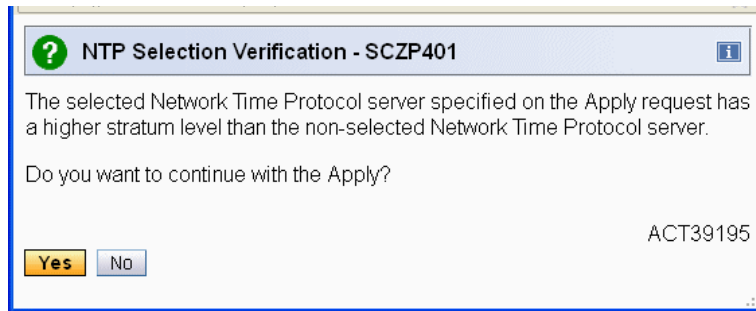 NTP Selection Verification - SCZP401
The selected Network Time Protocol server specified on the Apply request has
a higher stratum level than the non-selected Network Time Protocol server.
Do you want to continue with the Apply?
ACT39195
Yes No